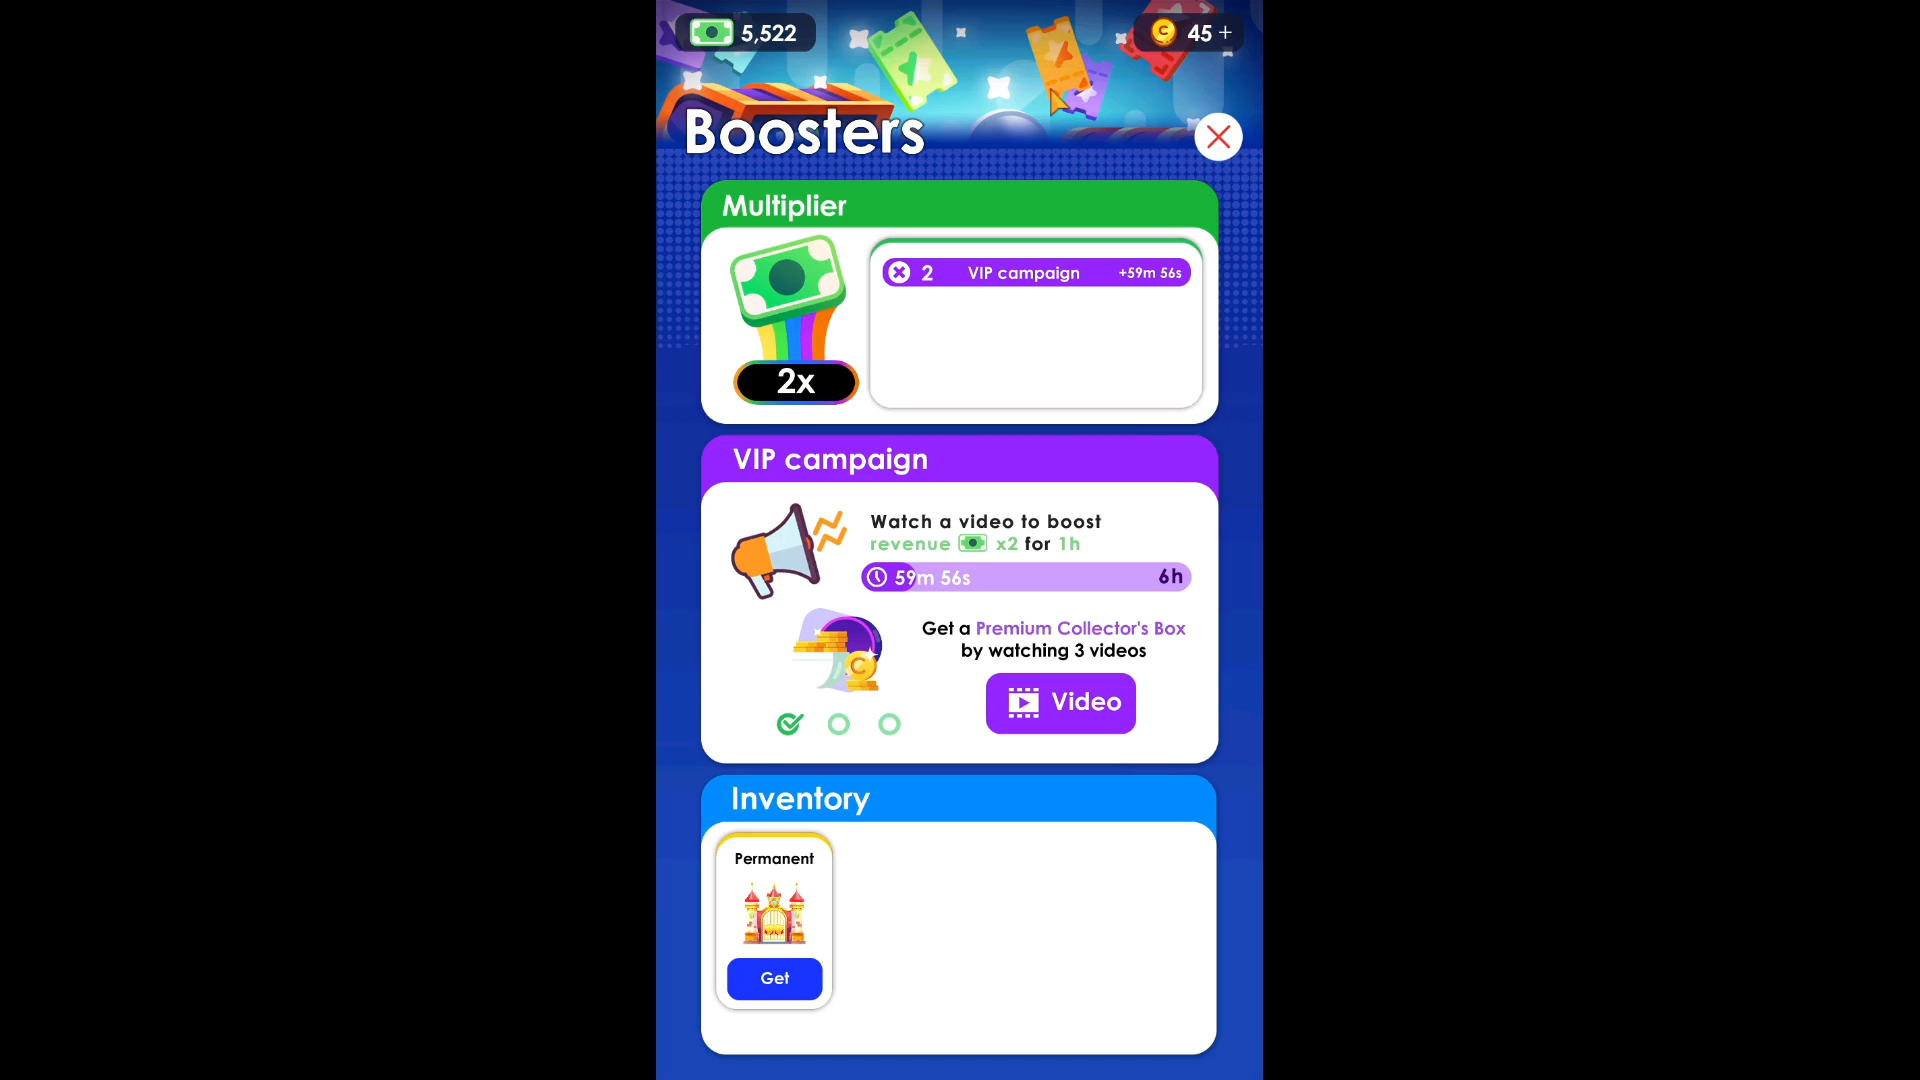 5,522
45 +
Boosters
Multiplier
2 VIP campaign +59m 56s
2x
VIP campaign
Watch a video to boost
revenue x2 for 1h
59m 56s 6h
Get a Premium Collector's Box
by watching 3 videos
Video
Inventory
Permanent
Get